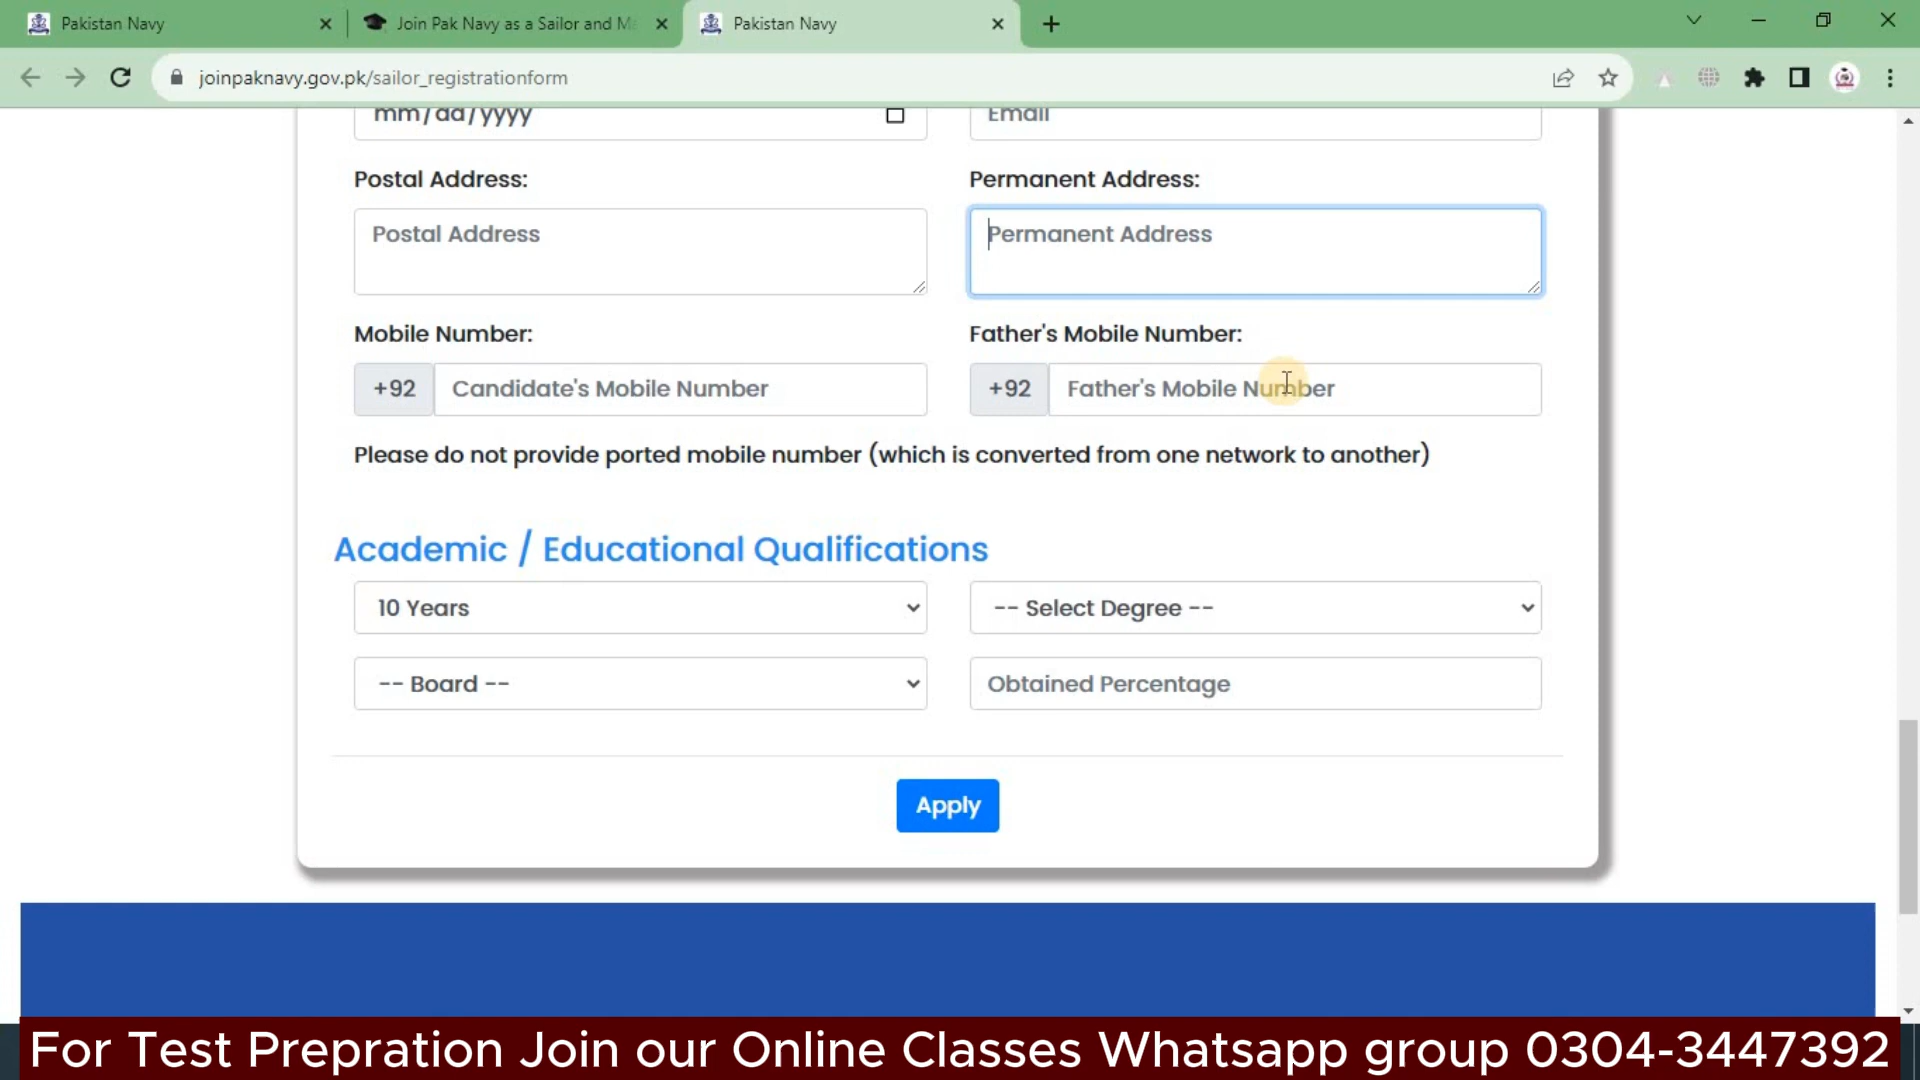 Pakistan Navy
Join Pak Navy as a Sailor and M
Pakistan Navy
joinpaknavy.gov.pk/sailor_registrationform
mm/dd/yyyy
Email
Postal Address:
Permanent Address:
Postal Address
Permanent Address
Mobile Number:
Father's Mobile Number:
+92
Candidate's Mobile Number
+92
Father's Mobile Number
Please do not provide ported mobile number (which is converted from one network to another)
Academic / Educational Qualifications
10 Years
-- Select Degree --
-- Board --
Obtained Percentage
Apply
For Test Prepration Join our Online Classes Whatsapp group 0304-3447392